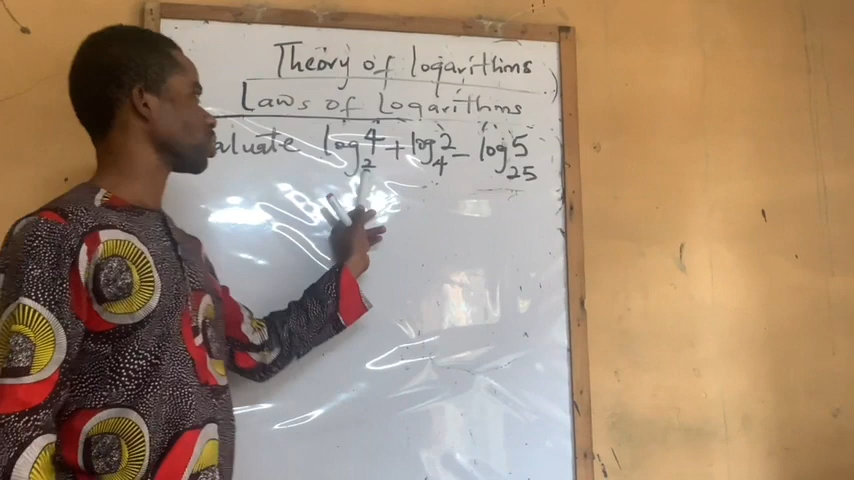 Theory of logarithms
Laws of Logarithms
aluate log₂4 + log₄2 - log₂₅5